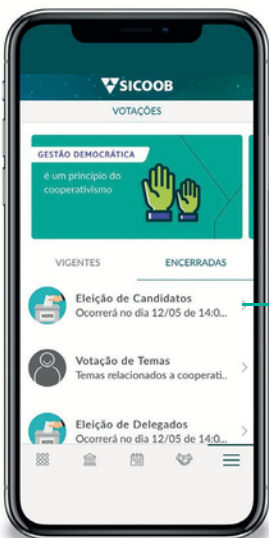 SICOOB
VOTAÇÕES
GESTÃO DEMOCRÁTICA
é um princípio do
cooperativismo
VIGENTES ENCERRADAS
Eleição de Candidatos
Ocorrerá no dia 12/05 de 14:0...
VOTO
Votação de Temas
Temas relacionados a cooperati..
Eleição de Delegados
Ocorrerá no dia 12/05 de 14:0...
VOTO